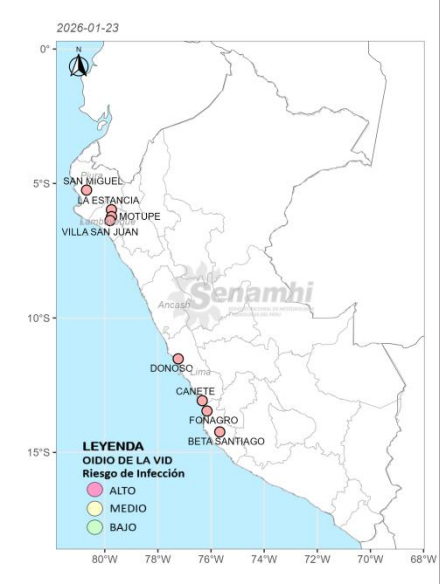 2026-01-23
0°
N
Piura
SAN MIGUEL
5°S
LA ESTANCIA
MOTUPE
VILLA SAN JUAN
Senamhi
Ancash
10°S
DONOSO
Lima
CANETE
FONAGRO
BETA SANTIAGO
LEYENDA
OIDIO DE LA VID
Riesgo de Infección
15°S
ALTO
MEDIO
BAJO
80°W 78°W 76°W 74°W 72°W 70°W 68°W